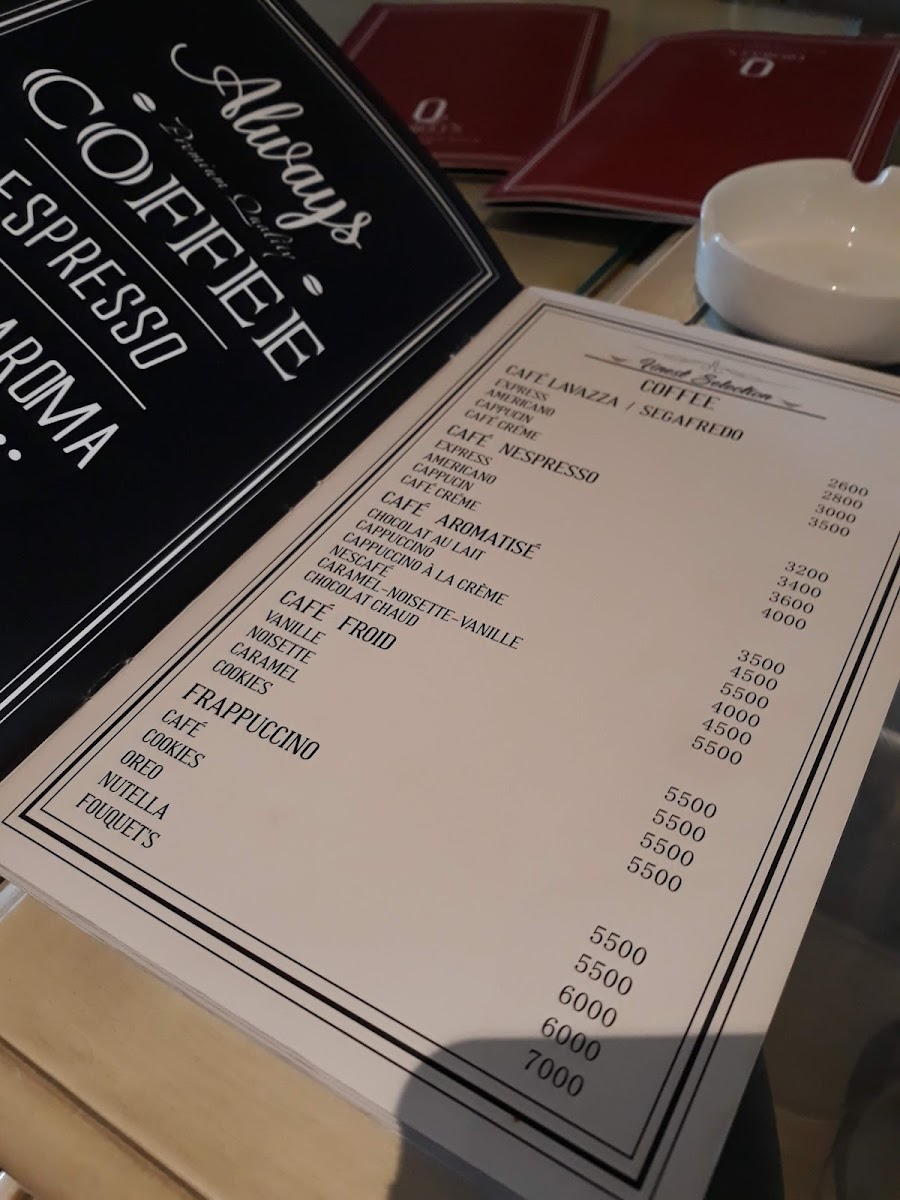 Always
Premium Quality
COFFEE
ESPRESSO
AROMA
Finest Selection
COFFEE
CAFÉ LAVAZZA / SEGAFREDO
EXPRESS 2600
AMERICANO 2800
CAPPUCIN 3000
CAFÉ CRÈME 3500
CAFÉ NESPRESSO
EXPRESS 3200
AMERICANO 3400
CAPPUCIN 3600
CAFÉ CRÉME 4000
CAFÉ AROMATISÉ
CHOCOLAT AU LAIT 3500
CAPPUCCINO 4500
CAPPUCCINO À LA CRÈME 5500
NESCAFÉ 4000
CARAMEL-NOISETTE-VANILLE 4500
CHOCOLAT CHAUD 5500
CAFÉ FROID
VANILLE 5500
NOISETTE 5500
CARAMEL 5500
COOKIES 5500
FRAPPUCCINO
CAFÉ 5500
COOKIES 5500
OREO 6000
NUTELLA 6000
FOUQUET'S 7000